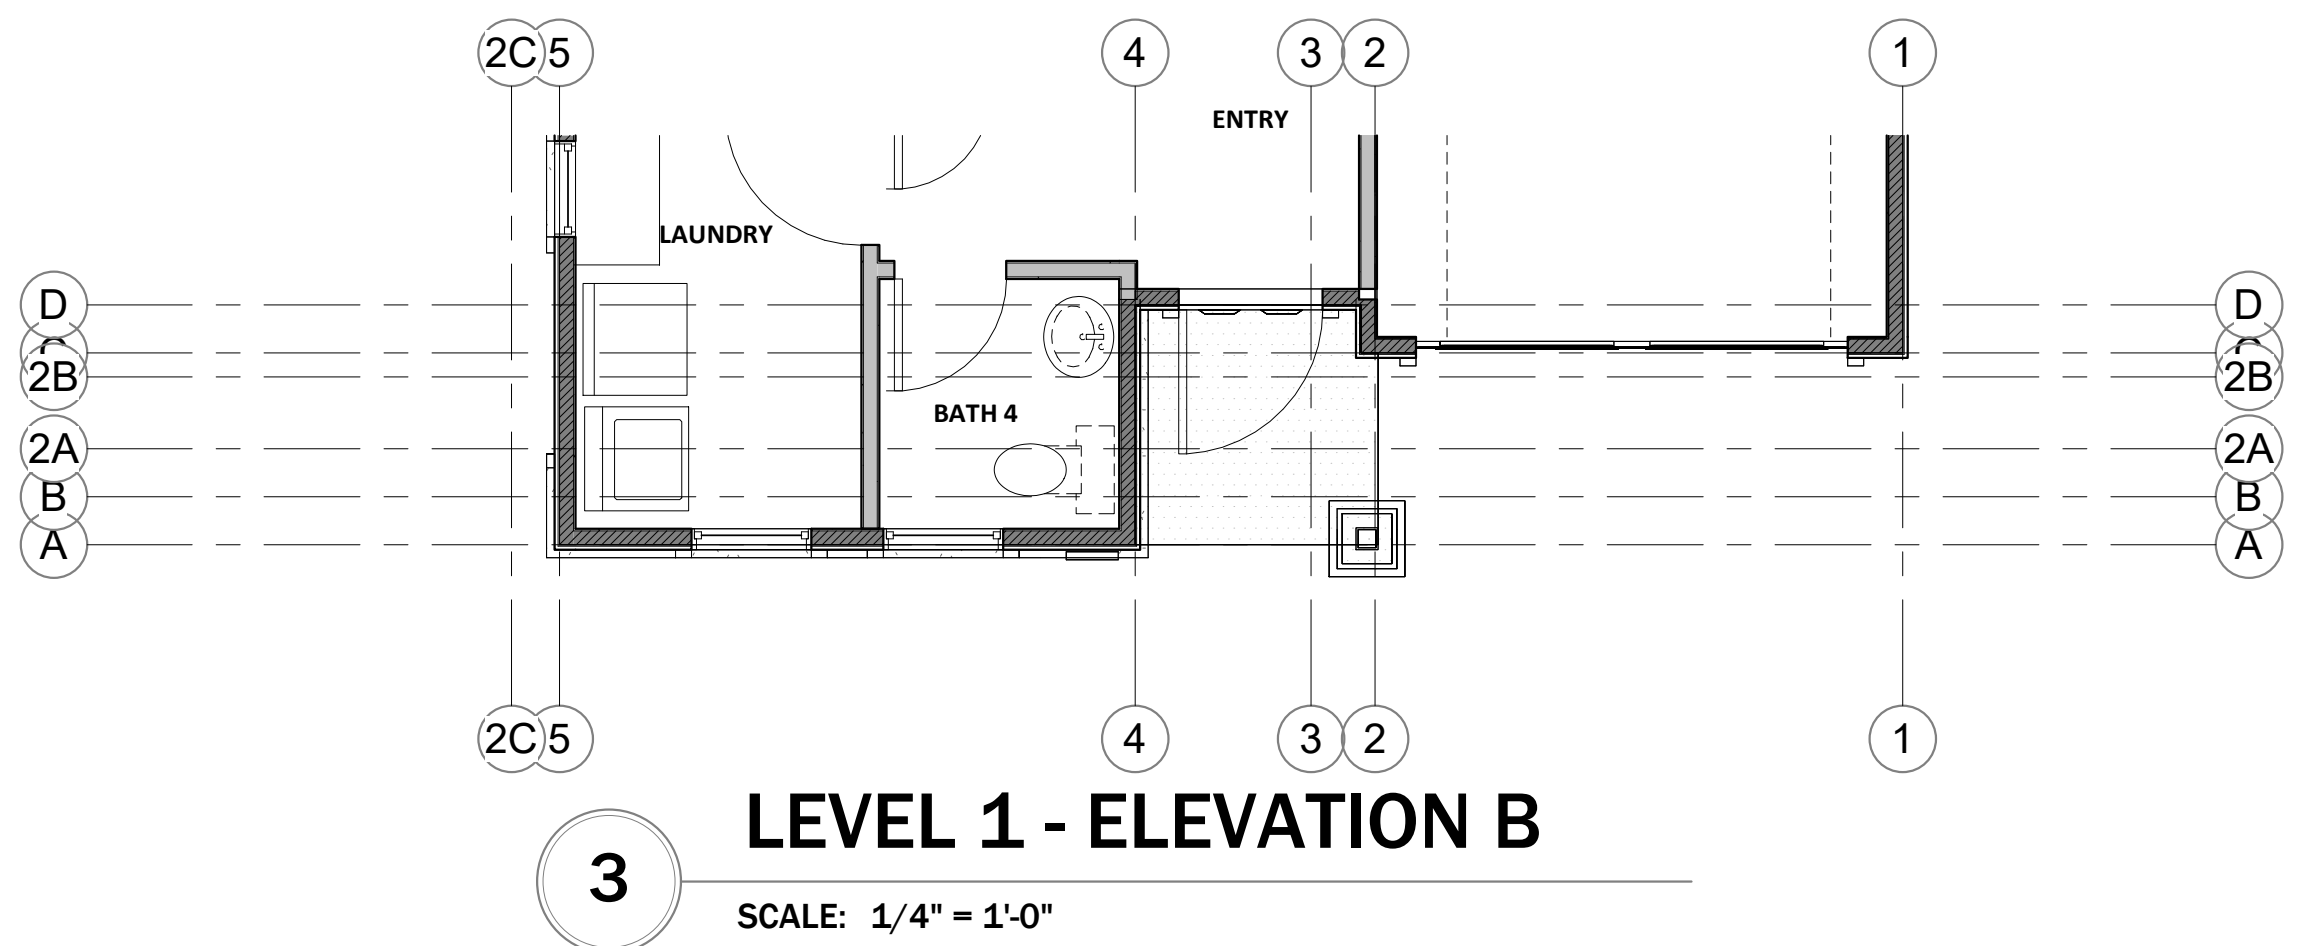 2C 5 4 3 2 1
ENTRY
LAUNDRY
D D
2B 2B
BATH 4
2A 2A
B B
A A
2C 5 4 3 2 1
LEVEL 1 - ELEVATION B
3
SCALE: 1/4" = 1'-0"